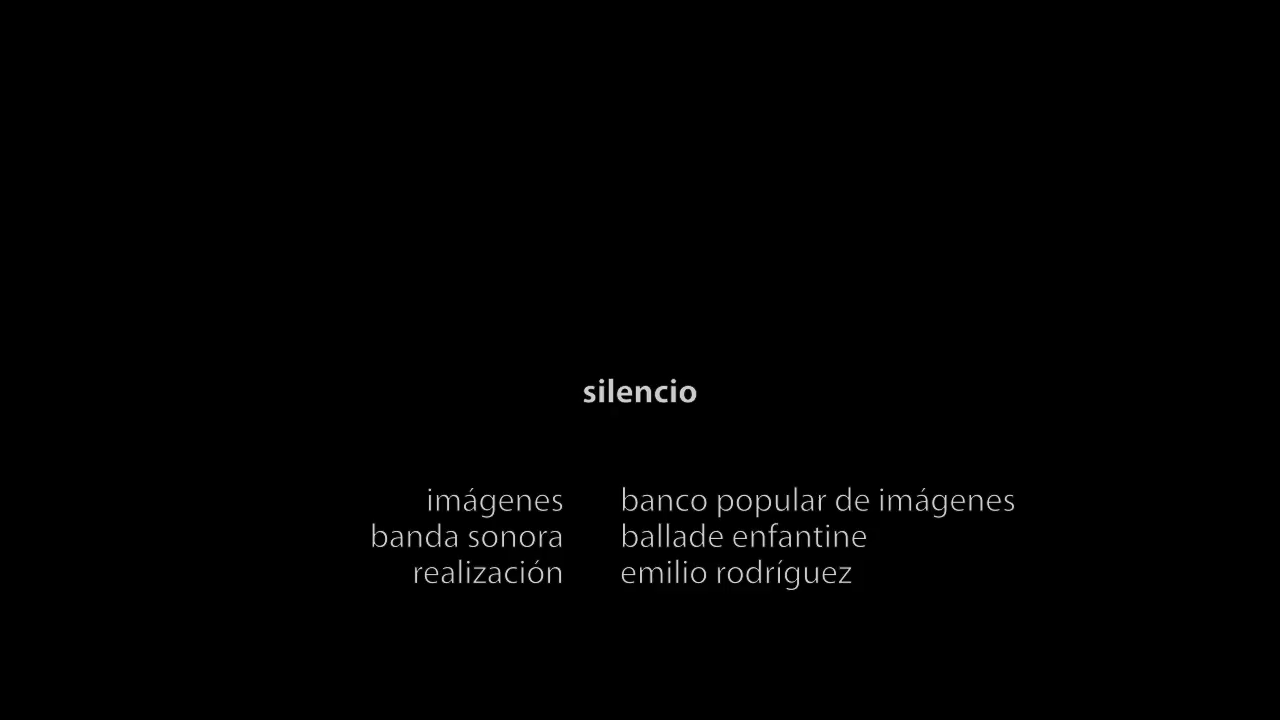 silencio
imágenes banco popular de imágenes
banda sonora ballade enfantine
realización emilio rodríguez